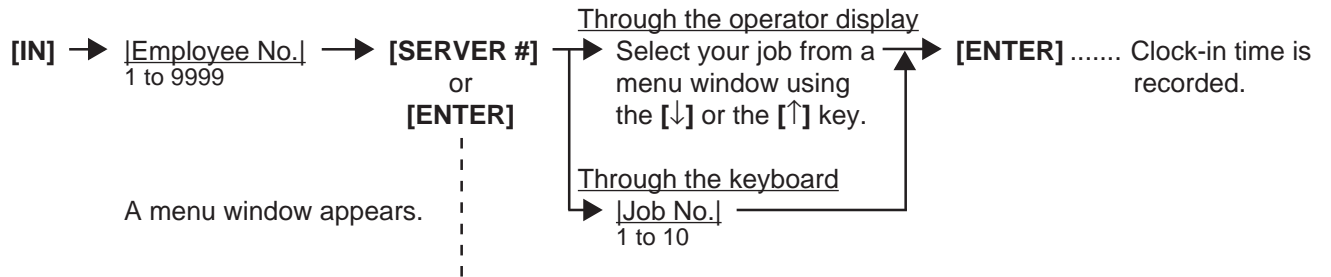 Through the operator display
[IN] |Employee No.| [SERVER #] Select your job from a [ENTER] ....... Clock-in time is
1 to 9999 or menu window using recorded.
[ENTER] the [↓] or the [↑] key.
Through the keyboard
A menu window appears. |Job No.|
1 to 10